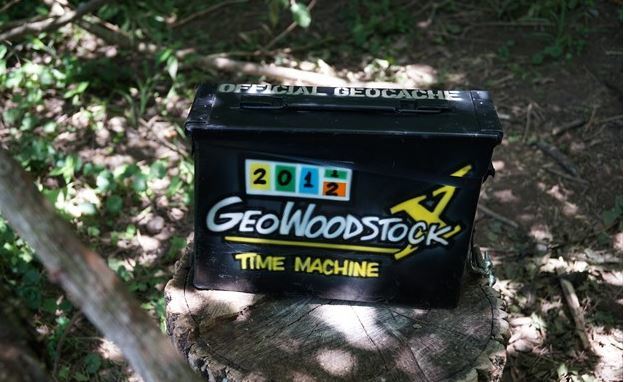 OFFICIAL GEOCACHE
2012
GEOWOODSTOCK
TIME MACHINE